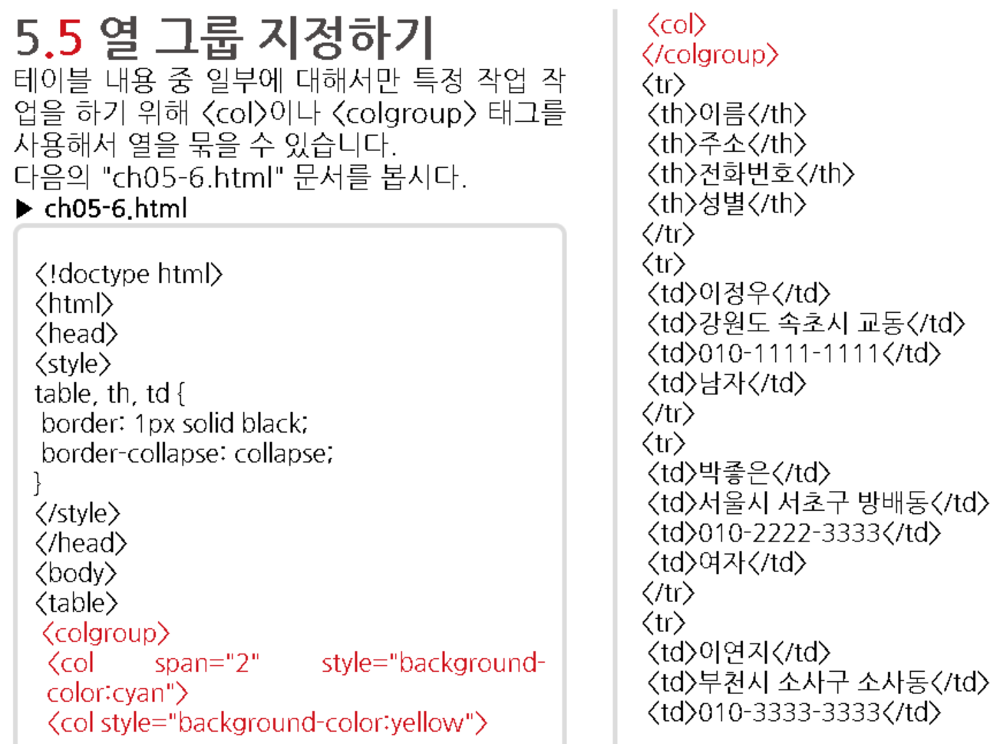 5.5 열 그룹 지정하기
테이블 내용 중 일부에 대해서만 특정 작업 작
업을 하기 위해 <col>이나 <colgroup> 태그를
사용해서 열을 묶을 수 있습니다.
다음의 "ch05-6.html" 문서를 봅시다.
▶ ch05-6.html
<!doctype html>
<html>
<head>
<style>
table, th, td {
border: 1px solid black;
border-collapse: collapse;
}
</style>
</head>
<body>
<table>
<colgroup>
<col span="2" style="background-
color:cyan">
<col style="background-color:yellow">
<col>
</colgroup>
<tr>
<th>이름</th>
<th>주소</th>
<th>전화번호</th>
<th>성별</th>
</tr>
<tr>
<td>이정우</td>
<td>강원도 속초시 교동</td>
<td>010-1111-1111</td>
<td>남자</td>
</tr>
<tr>
<td>박좋은</td>
<td>서울시 서초구 방배동</td>
<td>010-2222-3333</td>
<td>여자</td>
</tr>
<tr>
<td>이연지</td>
<td>부천시 소사구 소사동</td>
<td>010-3333-3333</td>